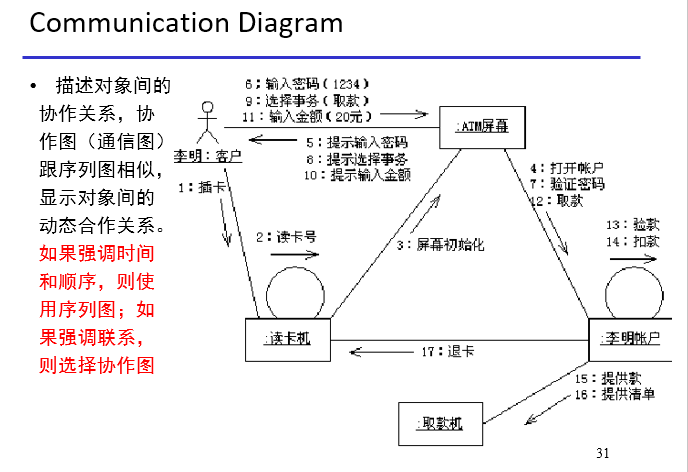 Communication Diagram
• 描述对象间的
协作关系，协
作图（通信图）
跟序列图相似，
显示对象间的
动态合作关系。
如果强调时间
和顺序，则使
用序列图；如
果强调联系，
则选择协作图
6：输入密码（1234）
9：选择事务（取款）
11：输入金额（20元）
:ATM屏幕
李明：客户
5：提示输入密码
8：提示选择事务
10：提示输入金额
1：插卡
4：打开帐户
7：验证密码
12：取款
2：读卡号
3：屏幕初始化
13：验款
14：扣款
:读卡机
:李明帐户
17：退卡
15：提供款
16：提供清单
:取款机
31